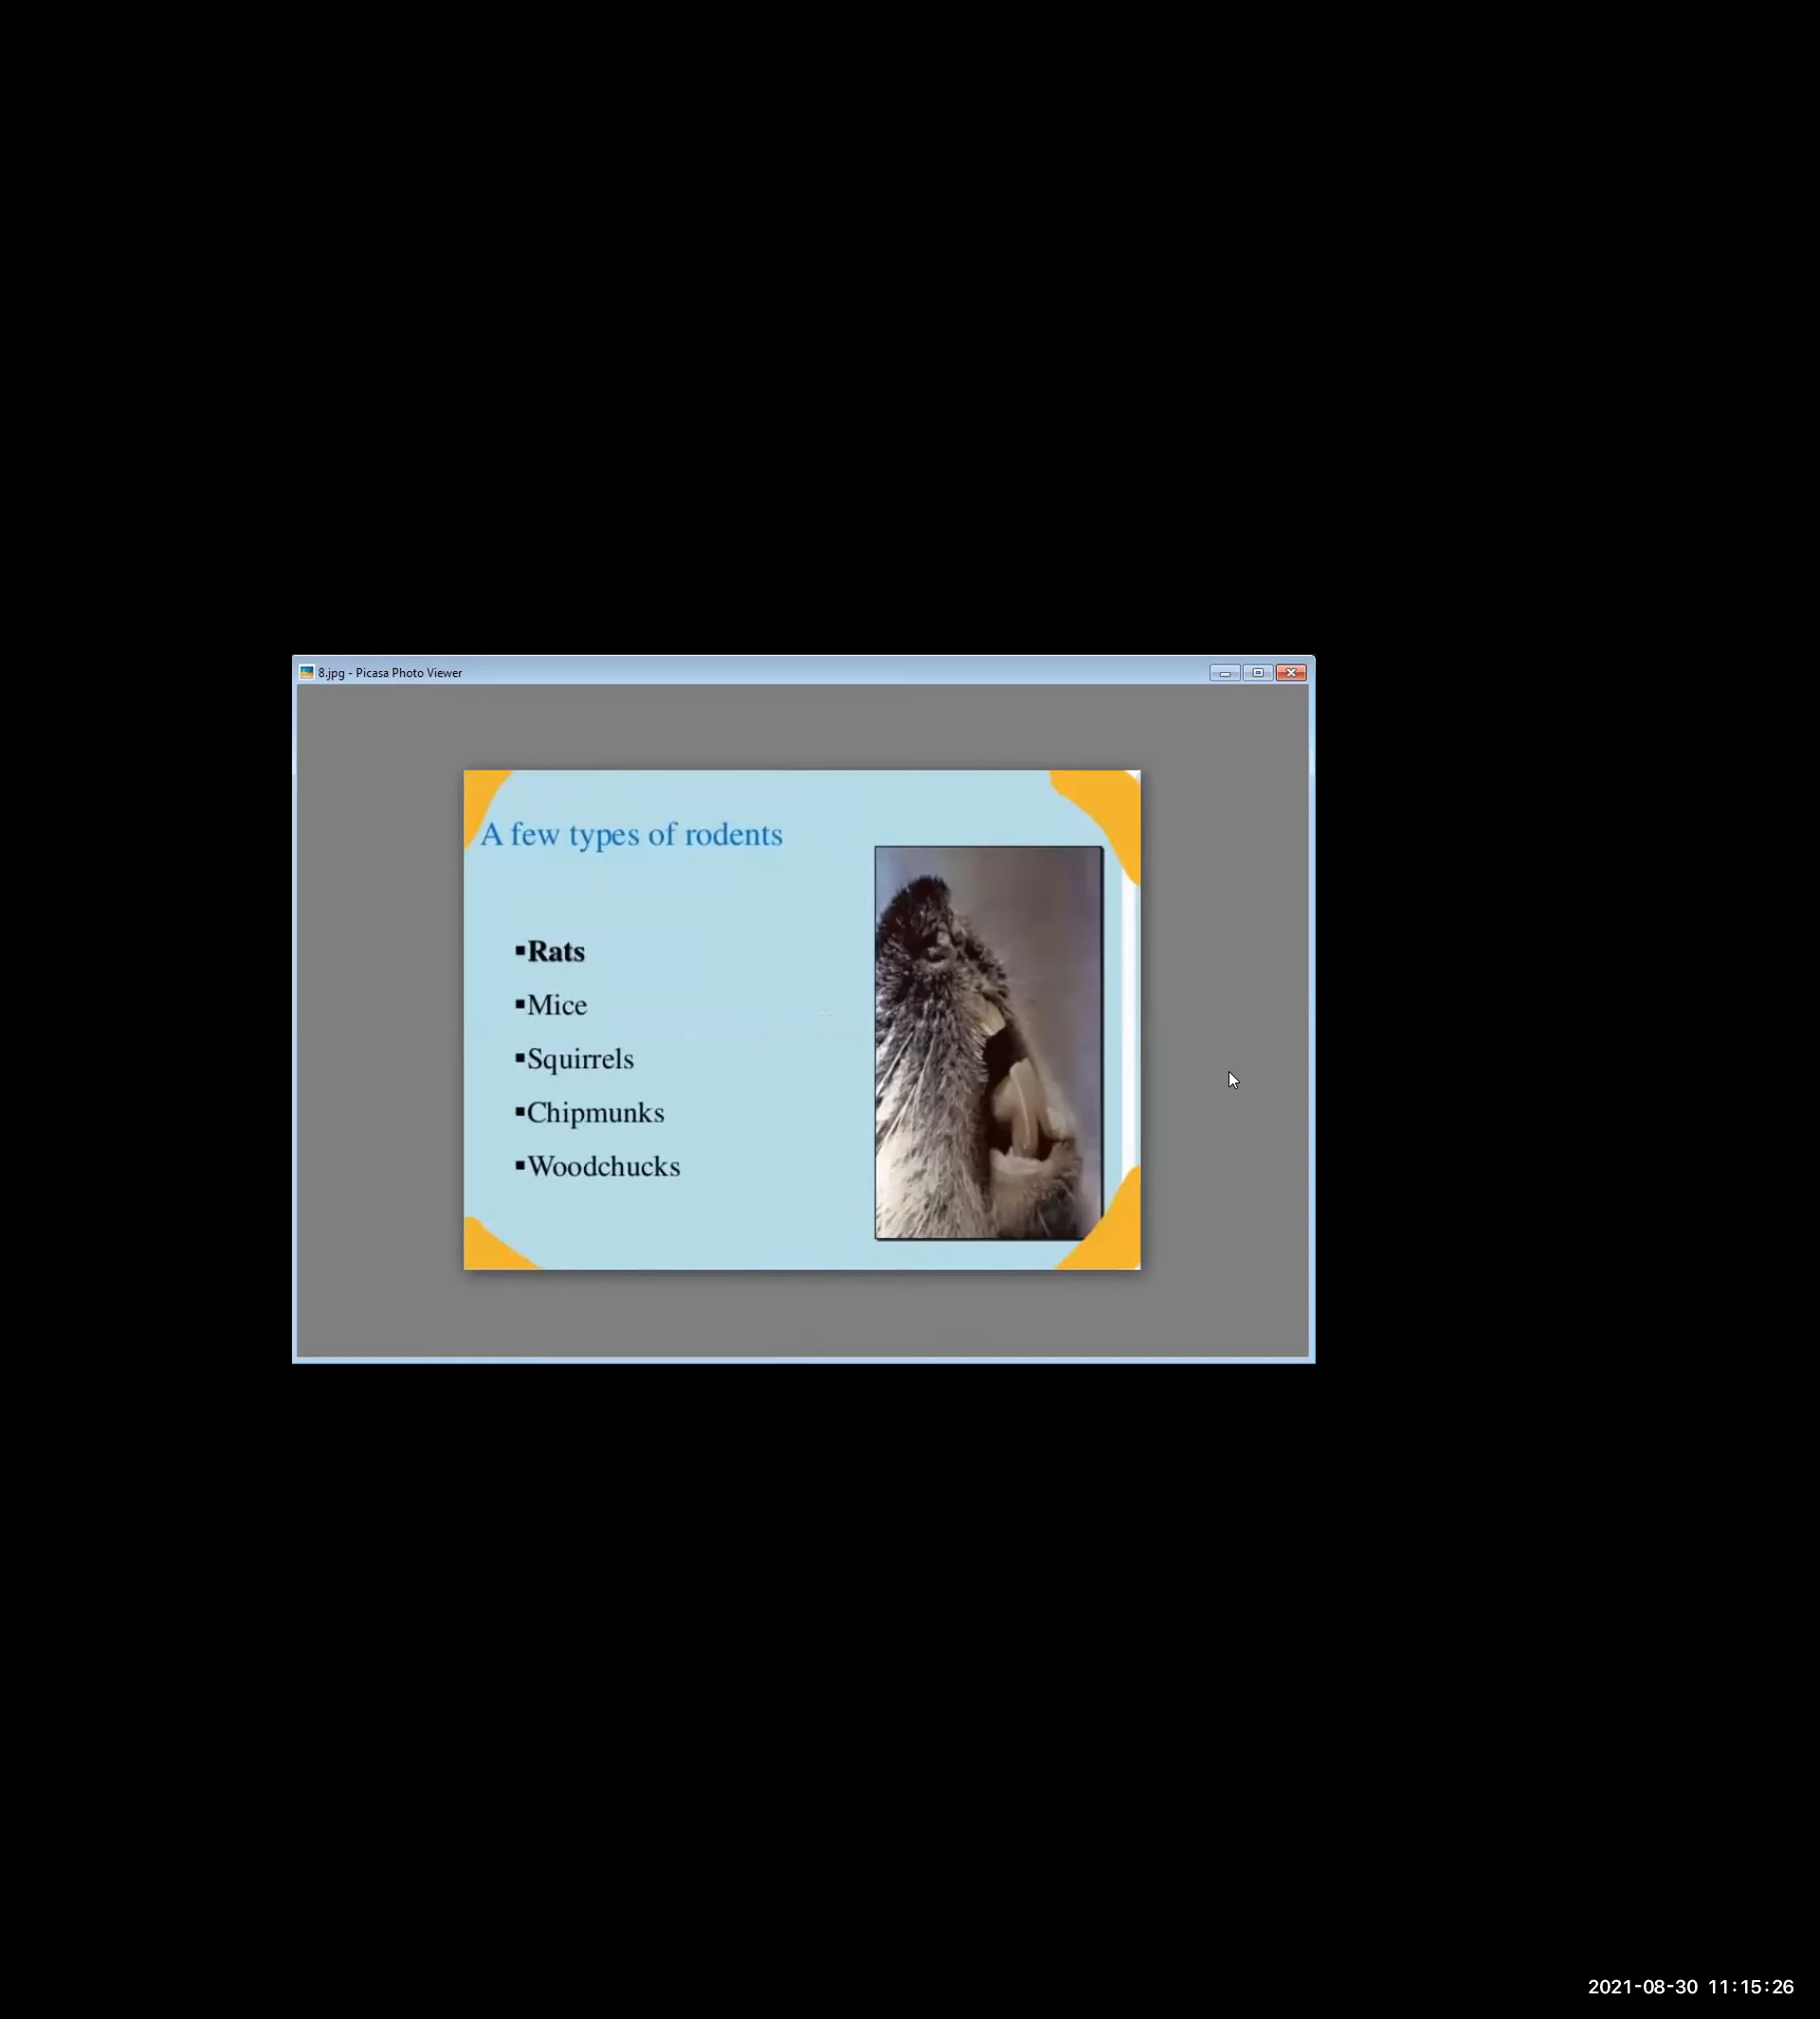 8.jpg - Picasa Photo Viewer
A few types of rodents
▪Rats
▪Mice
▪Squirrels
▪Chipmunks
▪Woodchucks
2021-08-30 11:15:26